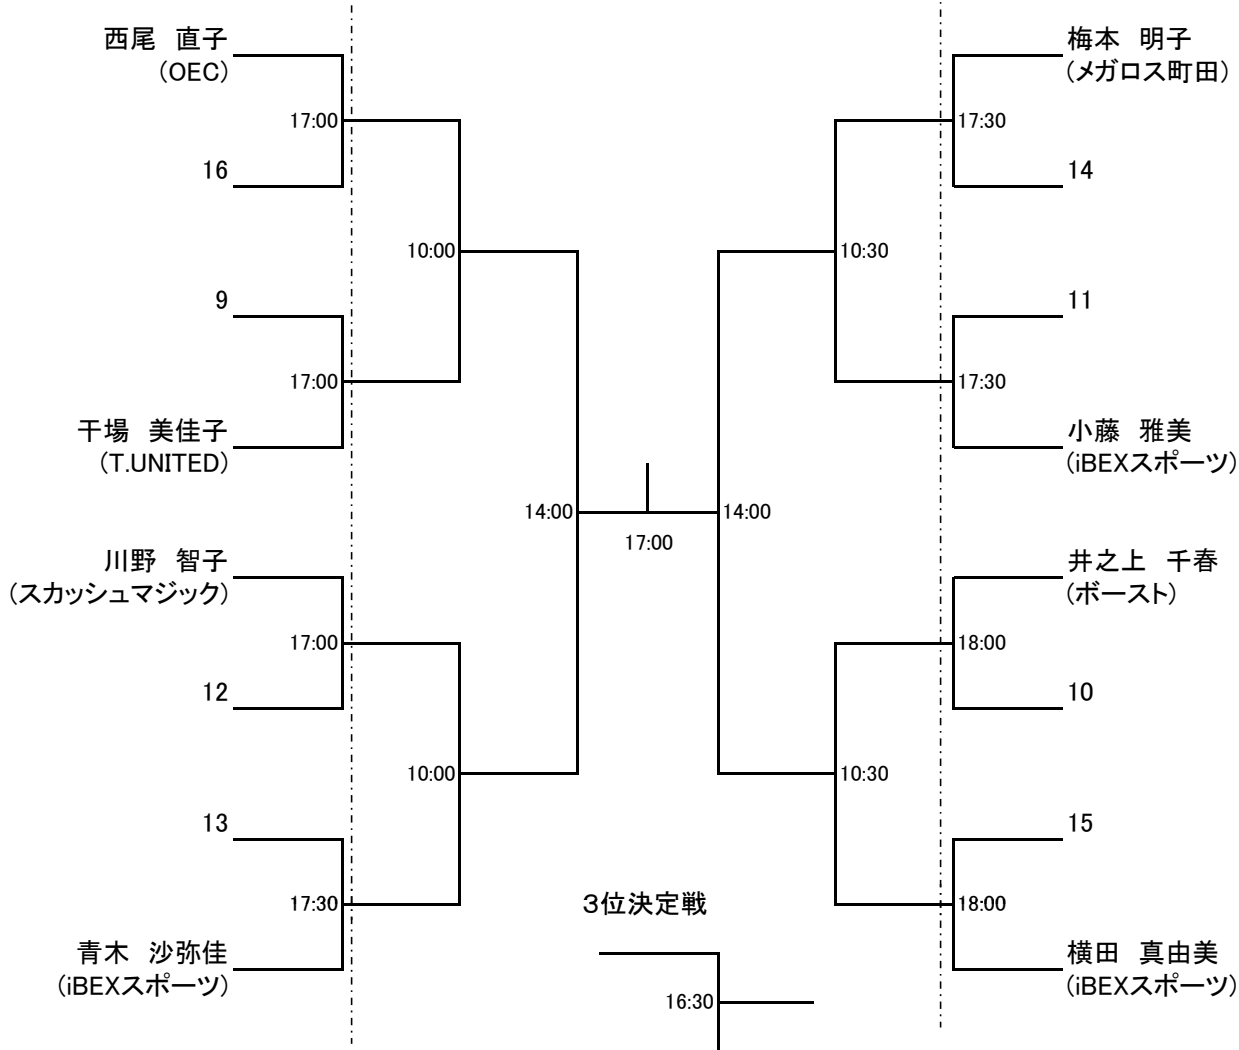 西尾　直子
(OEC)
17:00
16
10:00
9
17:00
干場　美佳子
(T.UNITED)
14:00
川野　智子
(スカッシュマジック)
17:00
12
10:00
13
17:30
青木　沙弥佳
(iBEXスポーツ)
17:00
梅本　明子
(メガロス町田)
17:30
14
10:30
11
17:30
小藤　雅美
(iBEXスポーツ)
14:00
井之上　千春
(ボースト)
18:00
10
10:30
15
18:00
横田　真由美
(iBEXスポーツ)
3位決定戦
16:30